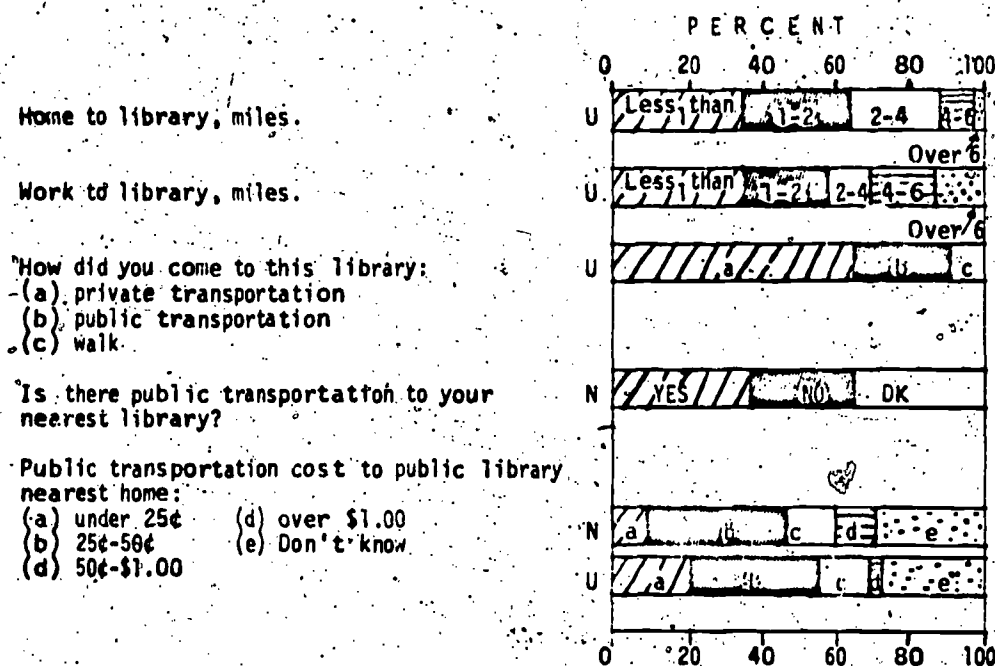 PERCENT
0 20 40 60 80 100
Home to library, miles. U Less than 1 1-2 2-4 4-6
Over 6
Work to library, miles. U Less than 1 1-2 2-4 4-6
Over 6
"How did you come to this library: U a b c
(a) private transportation
(b) public transportation
(c) walk
"Is there public transportation to your N YES NO DK
nearest library?
Public transportation cost to public library
nearest home:
(a) under 25¢ (d) over $1.00 N a b c d e
(b) 25¢-50¢ (e) Don't know
(d) 50¢-$1.00 U a b c d e
0 20 40 60 80 100